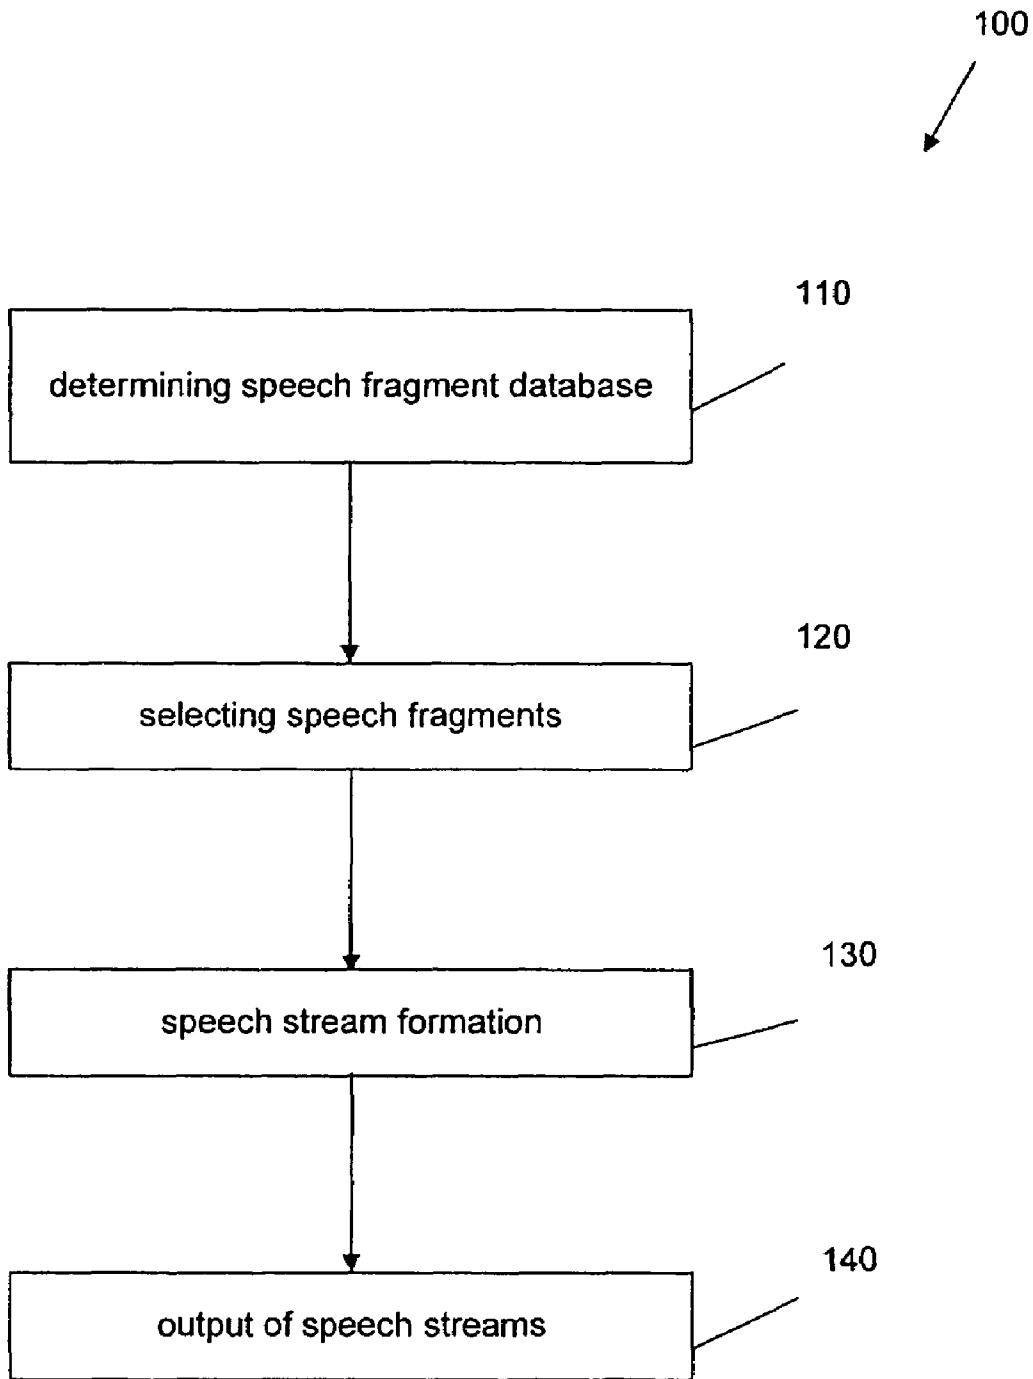 100
110
determining speech fragment database
120
selecting speech fragments
130
speech stream formation
140
output of speech streams